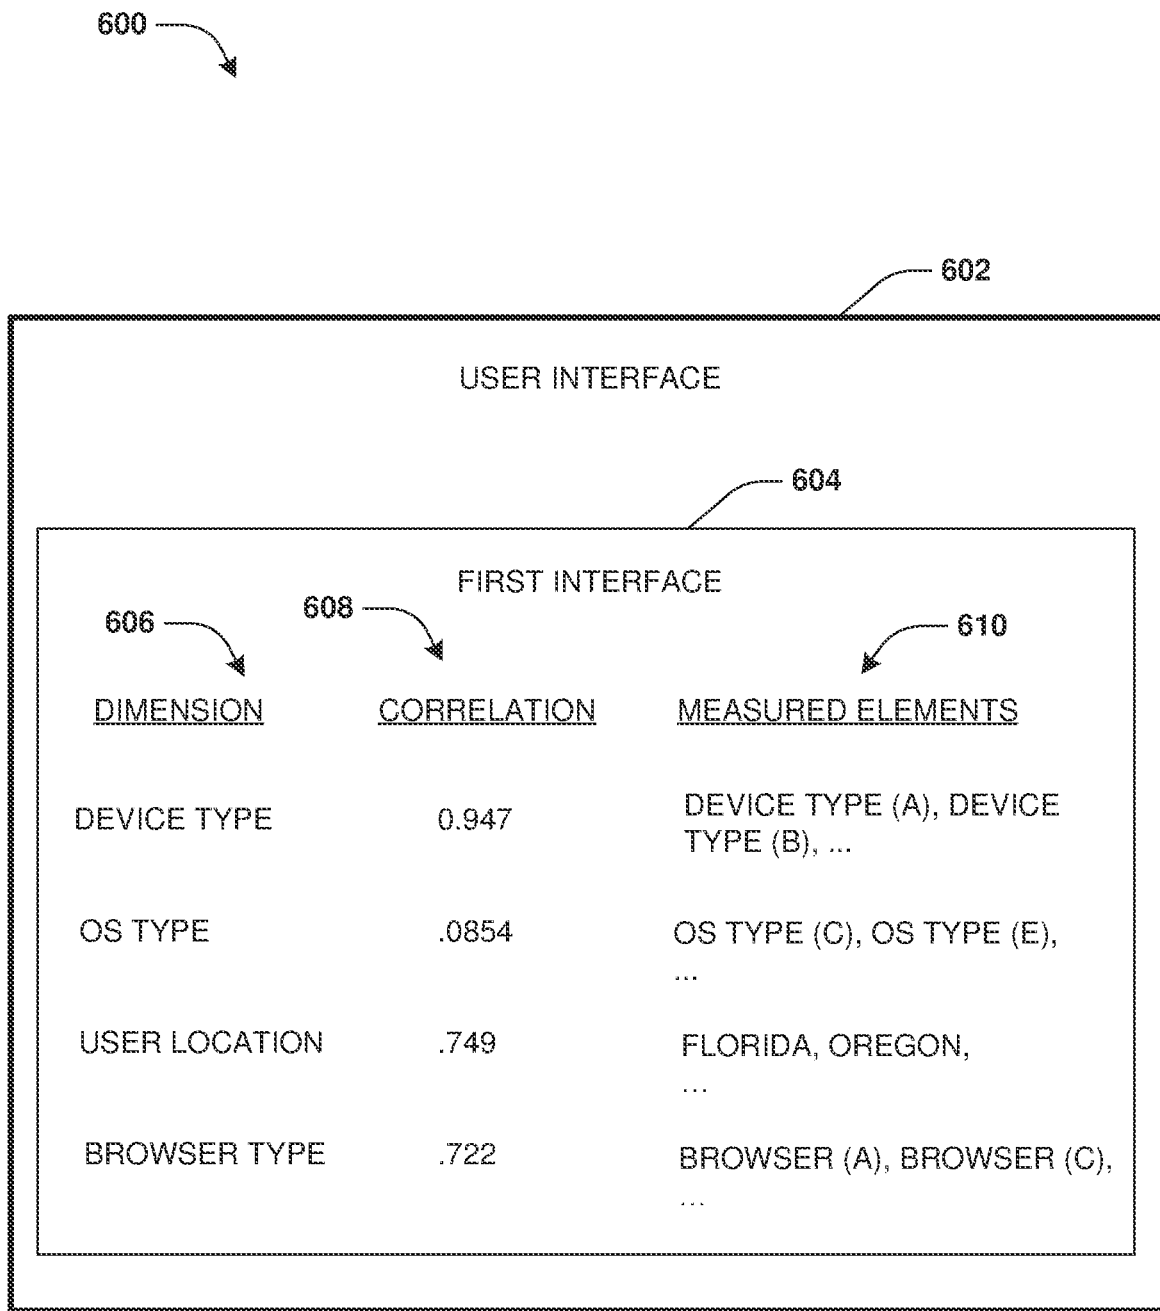 600
602
USER INTERFACE
604
FIRST INTERFACE
606
608
610
DIMENSION CORRELATION MEASURED ELEMENTS
DEVICE TYPE 0.947 DEVICE TYPE (A), DEVICE
TYPE (B), ...
OS TYPE .0854 OS TYPE (C), OS TYPE (E),
...
USER LOCATION .749 FLORIDA, OREGON,
...
BROWSER TYPE .722 BROWSER (A), BROWSER (C),
...